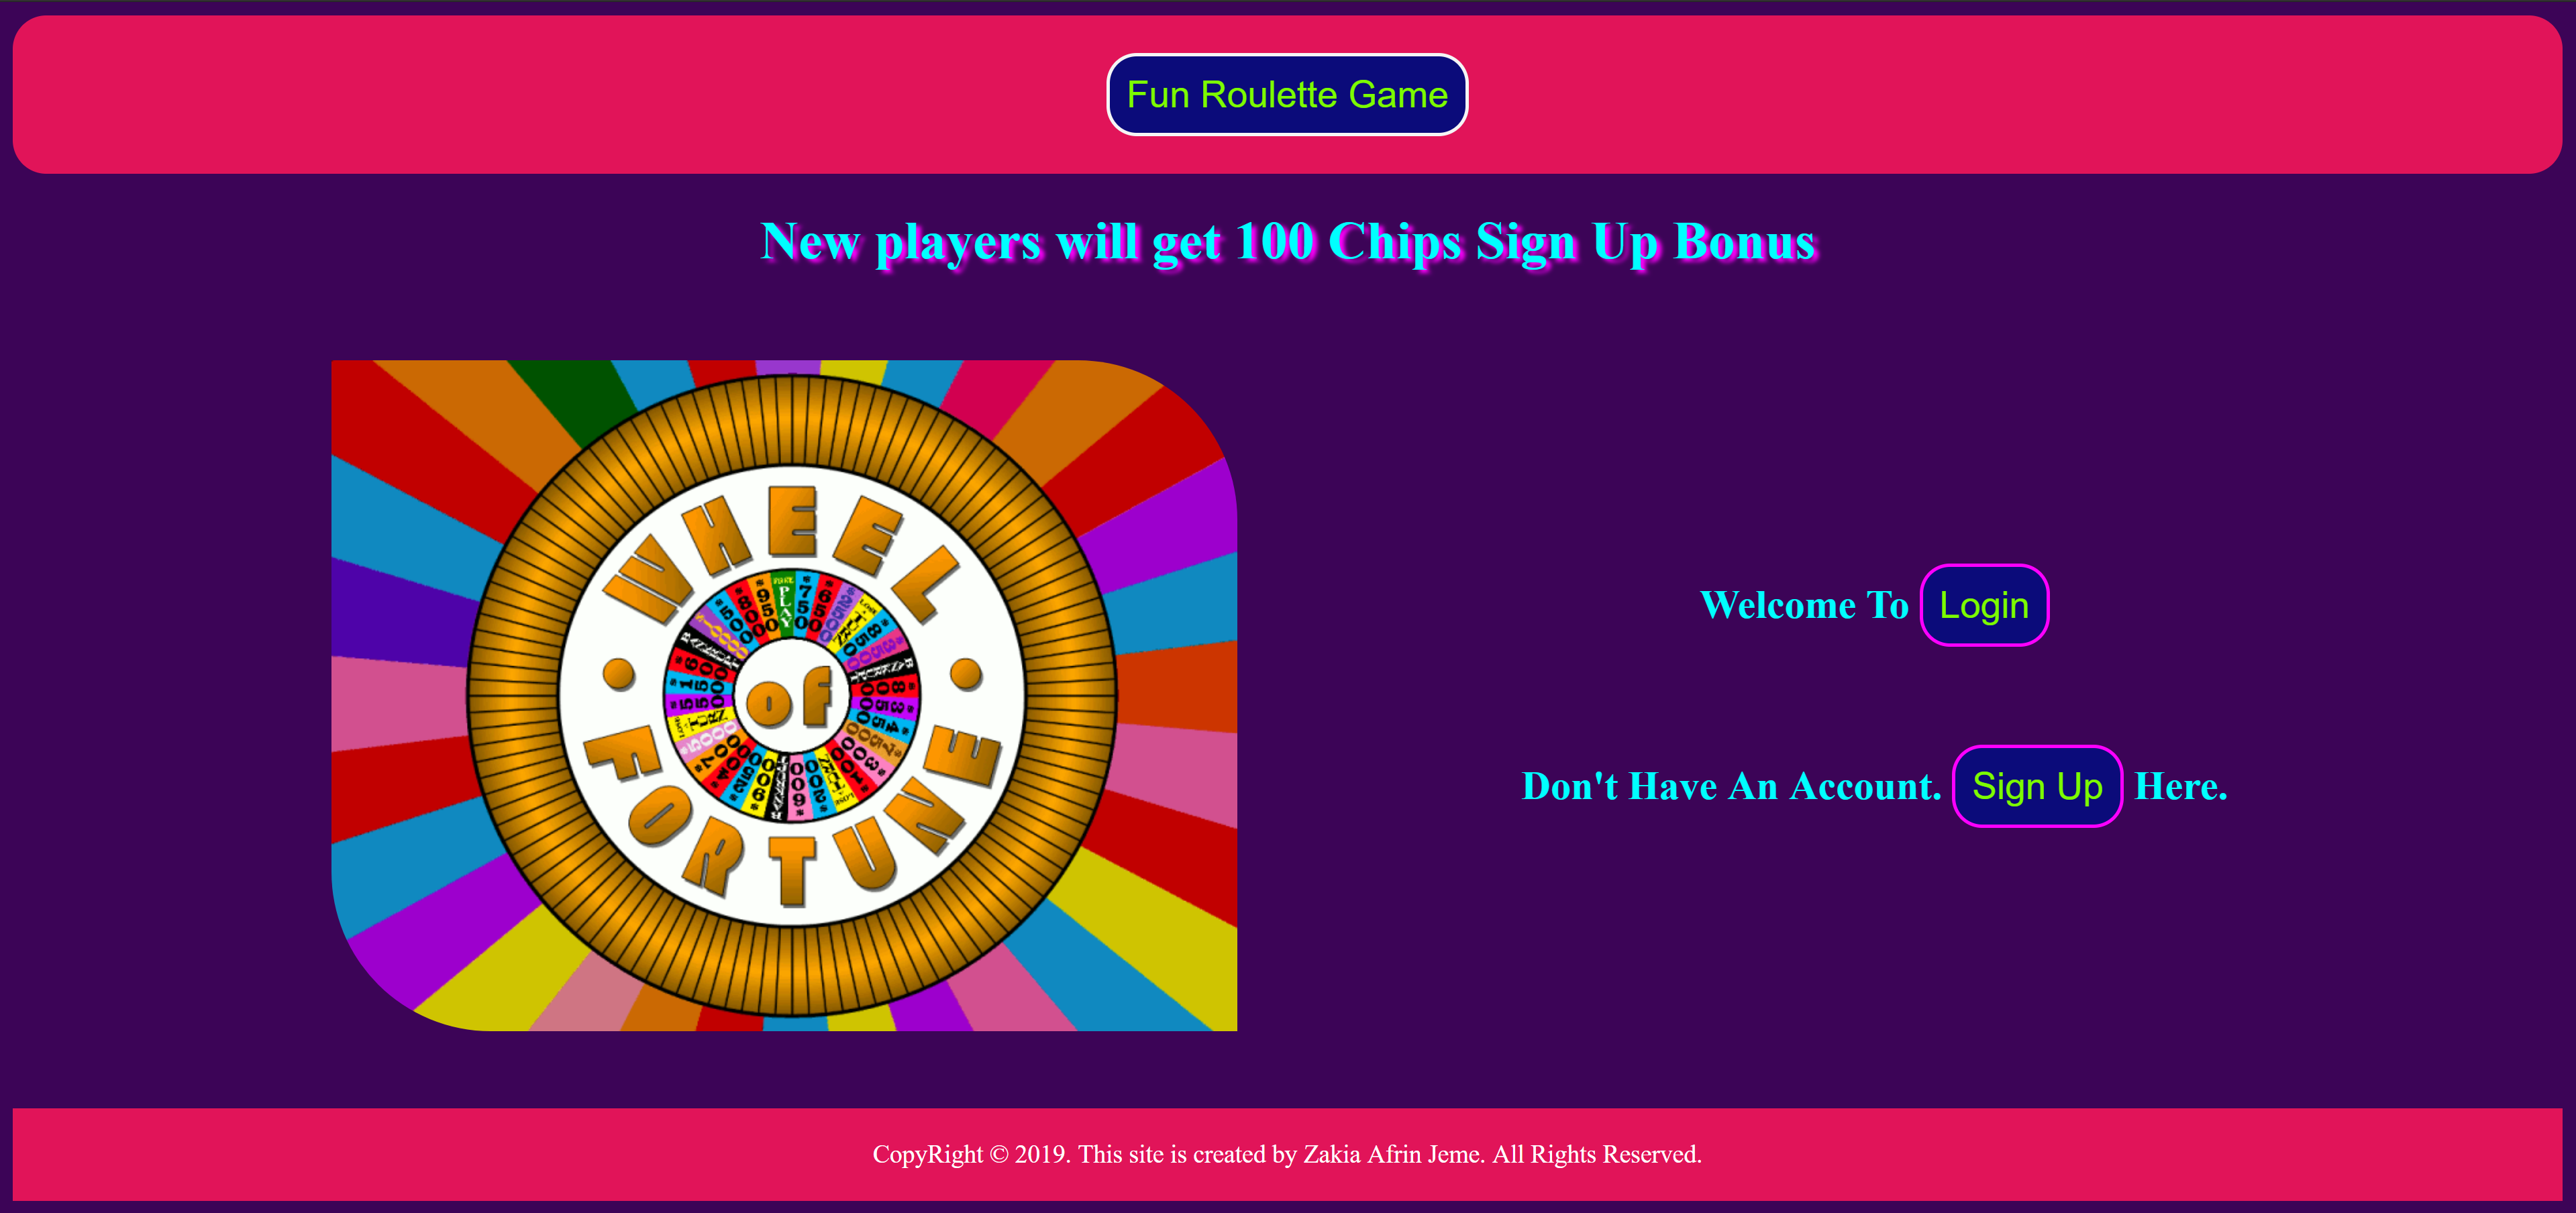 Fun Roulette Game
New players will get 100 Chips Sign Up Bonus
WHEEL
of
FORTUNE
Welcome To Login
Don't Have An Account. Sign Up Here.
CopyRight © 2019. This site is created by Zakia Afrin Jeme. All Rights Reserved.